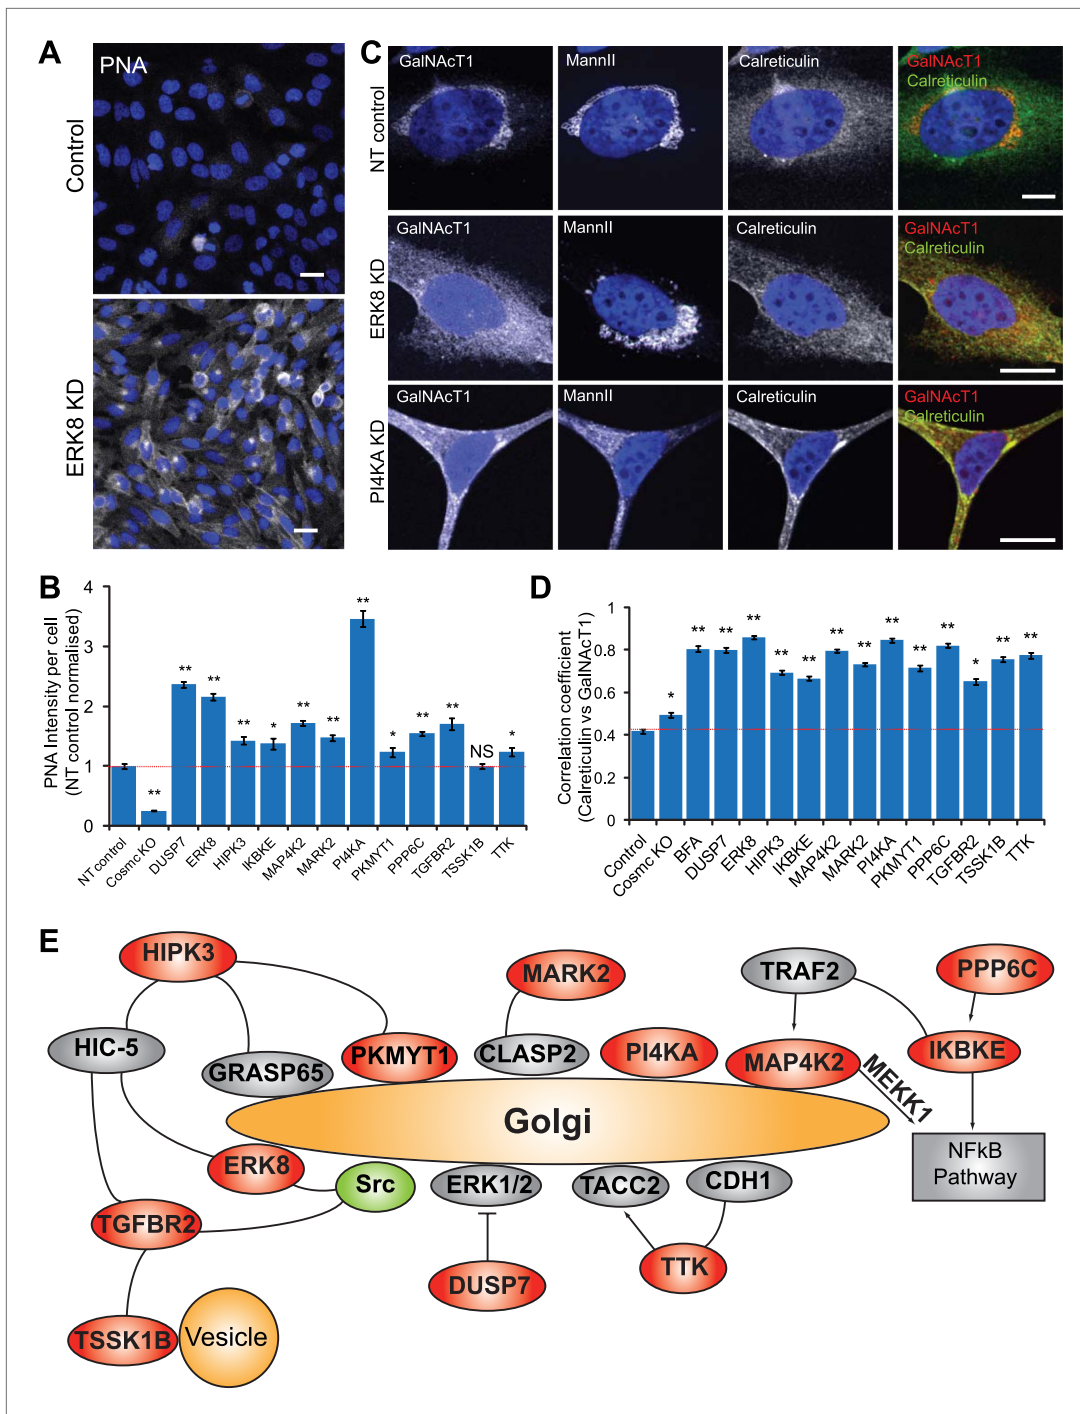 A
PNA
Control
ERK8 KD
C
GalNAcT1
MannII
Calreticulin
GalNAcT1
Calreticulin
NT control
GalNAcT1
MannII
Calreticulin
GalNAcT1
Calreticulin
ERK8 KD
GalNAcT1
MannII
Calreticulin
GalNAcT1
Calreticulin
PI4KA KD
B
PNA Intensity per cell
(NT control normalised)
4
3
2
1
0
**
**
**
**
*
**
**
**
*
**
**
NS
*
NT control
Cosmc KO
DUSP7
ERK8
HIPK3
IKBKE
MAP4K2
MARK2
PI4KA
PKMYT1
PPP6C
TGFBR2
TSSK1B
TTK
D
Correlation coefficient
(Calreticulin vs GalNAcT1)
1
0.8
0.6
0.4
0.2
0
*
**
**
**
**
**
**
**
**
**
**
*
**
**
Control
Cosmc KO
BFA
DUSP7
ERK8
HIPK3
IKBKE
MAP4K2
MARK2
PI4KA
PKMYT1
PPP6C
TGFBR2
TSSK1B
TTK
E
HIPK3
MARK2
TRAF2
PPP6C
HIC-5
GRASP65
PKMYT1
CLASP2
PI4KA
MAP4K2
IKBKE
MEKK1
Golgi
NFkB
Pathway
ERK8
Src
ERK1/2
TACC2
CDH1
TGFBR2
DUSP7
TTK
TSSK1B
Vesicle